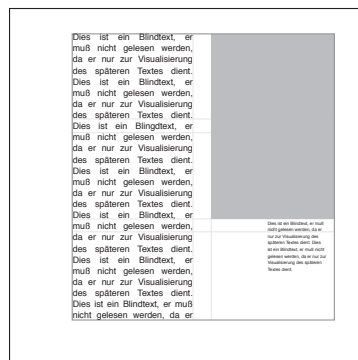 Dies ist ein Blindtext, er
muß nicht gelesen werden,
da er nur zur Visualisierung
des späteren Textes dient.
Dies ist ein Blindtext, er
muß nicht gelesen werden,
da er nur zur Visualisierung
des späteren Textes dient.
Dies ist ein Blingdtext, er
muß nicht gelesen werden,
da er nur zur Visualisierung
des späteren Textes dient.
Dies ist ein Blindtext, er
muß nicht gelesen werden,
da er nur zur Visualisierung
des späteren Textes dient.
Dies ist ein Blindtext, er
muß nicht gelesen werden,
da er nur zur Visualisierung
des späteren Textes dient.
Dies ist ein Blindtext, er
muß nicht gelesen werden,
da er nur zur Visualisierung
des späteren Textes dient.
Dies ist ein Blindtext, er muß
nicht gelesen werden, da er
Dies ist ein Blindtext, er muß
nicht gelesen werden, da er
nur zur Visualisierung des
späteren Textes dient. Dies
ist ein Blindtext, er muß nicht
gelesen werden, da er nur zur
Visualisierung des späteren
Textes dient.